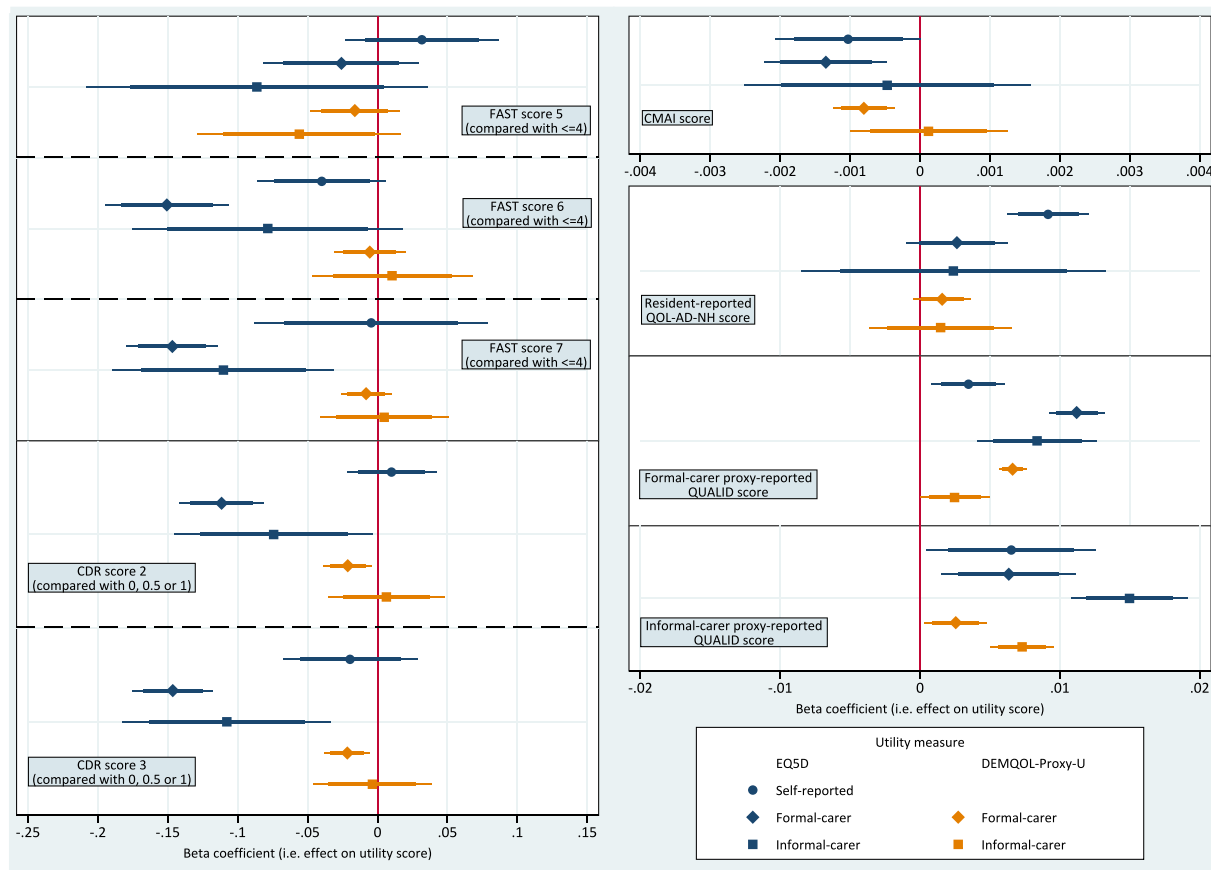 FAST score 5
(compared with <=4)
FAST score 6
(compared with <=4)
FAST score 7
(compared with <=4)
CDR score 2
(compared with 0, 0.5 or 1)
CDR score 3
(compared with 0, 0.5 or 1)
-.25 -.2 -.15 -.1 -.05 0 .05 .1 .15
Beta coefficient (i.e. effect on utility score)
CMAI score
-.004 -.003 -.002 -.001 0 .001 .002 .003 .004
Resident-reported
QOL-AD-NH score
Formal-carer proxy-reported
QUALID score
Informal-carer proxy-reported
QUALID score
-.02 -.01 0 .01 .02
Beta coefficient (i.e. effect on utility score)
Utility measure
EQ5D DEMQOL-Proxy-U
Self-reported
Formal-carer Formal-carer
Informal-carer Informal-carer